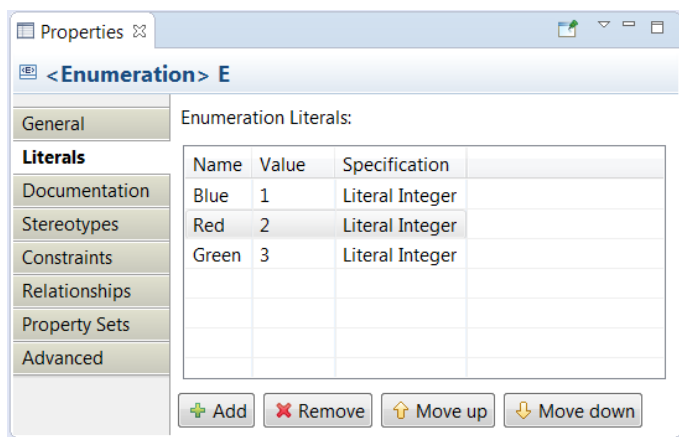 Properties
<Enumeration> E
General
Literals
Documentation
Stereotypes
Constraints
Relationships
Property Sets
Advanced
Enumeration Literals:
Name Value Specification
Blue 1 Literal Integer
Red 2 Literal Integer
Green 3 Literal Integer
Add Remove Move up Move down